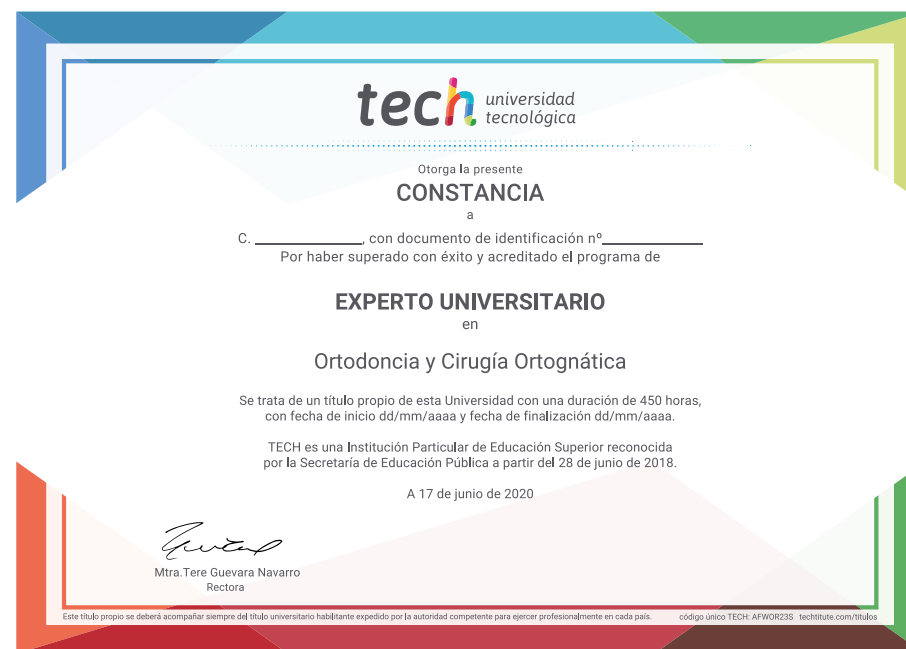 tech universidad
tecnológica
Otorga la presente
CONSTANCIA
a
C. ____________, con documento de identificación nº____________
Por haber superado con éxito y acreditado el programa de
EXPERTO UNIVERSITARIO
en
Ortodoncia y Cirugía Ortognática
Se trata de un título propio de esta Universidad con una duración de 450 horas,
con fecha de inicio dd/mm/aaaa y fecha de finalización dd/mm/aaaa.
TECH es una Institución Particular de Educación Superior reconocida
por la Secretaría de Educación Pública a partir del 28 de junio de 2018.
A 17 de junio de 2020
Mtra.Tere Guevara Navarro
Rectora
Este título propio se deberá acompañar siempre del título universitario habilitante expedido por la autoridad competente para ejercer profesionalmente en cada país. código único TECH: AFWOR23S techtitute.com/titulos